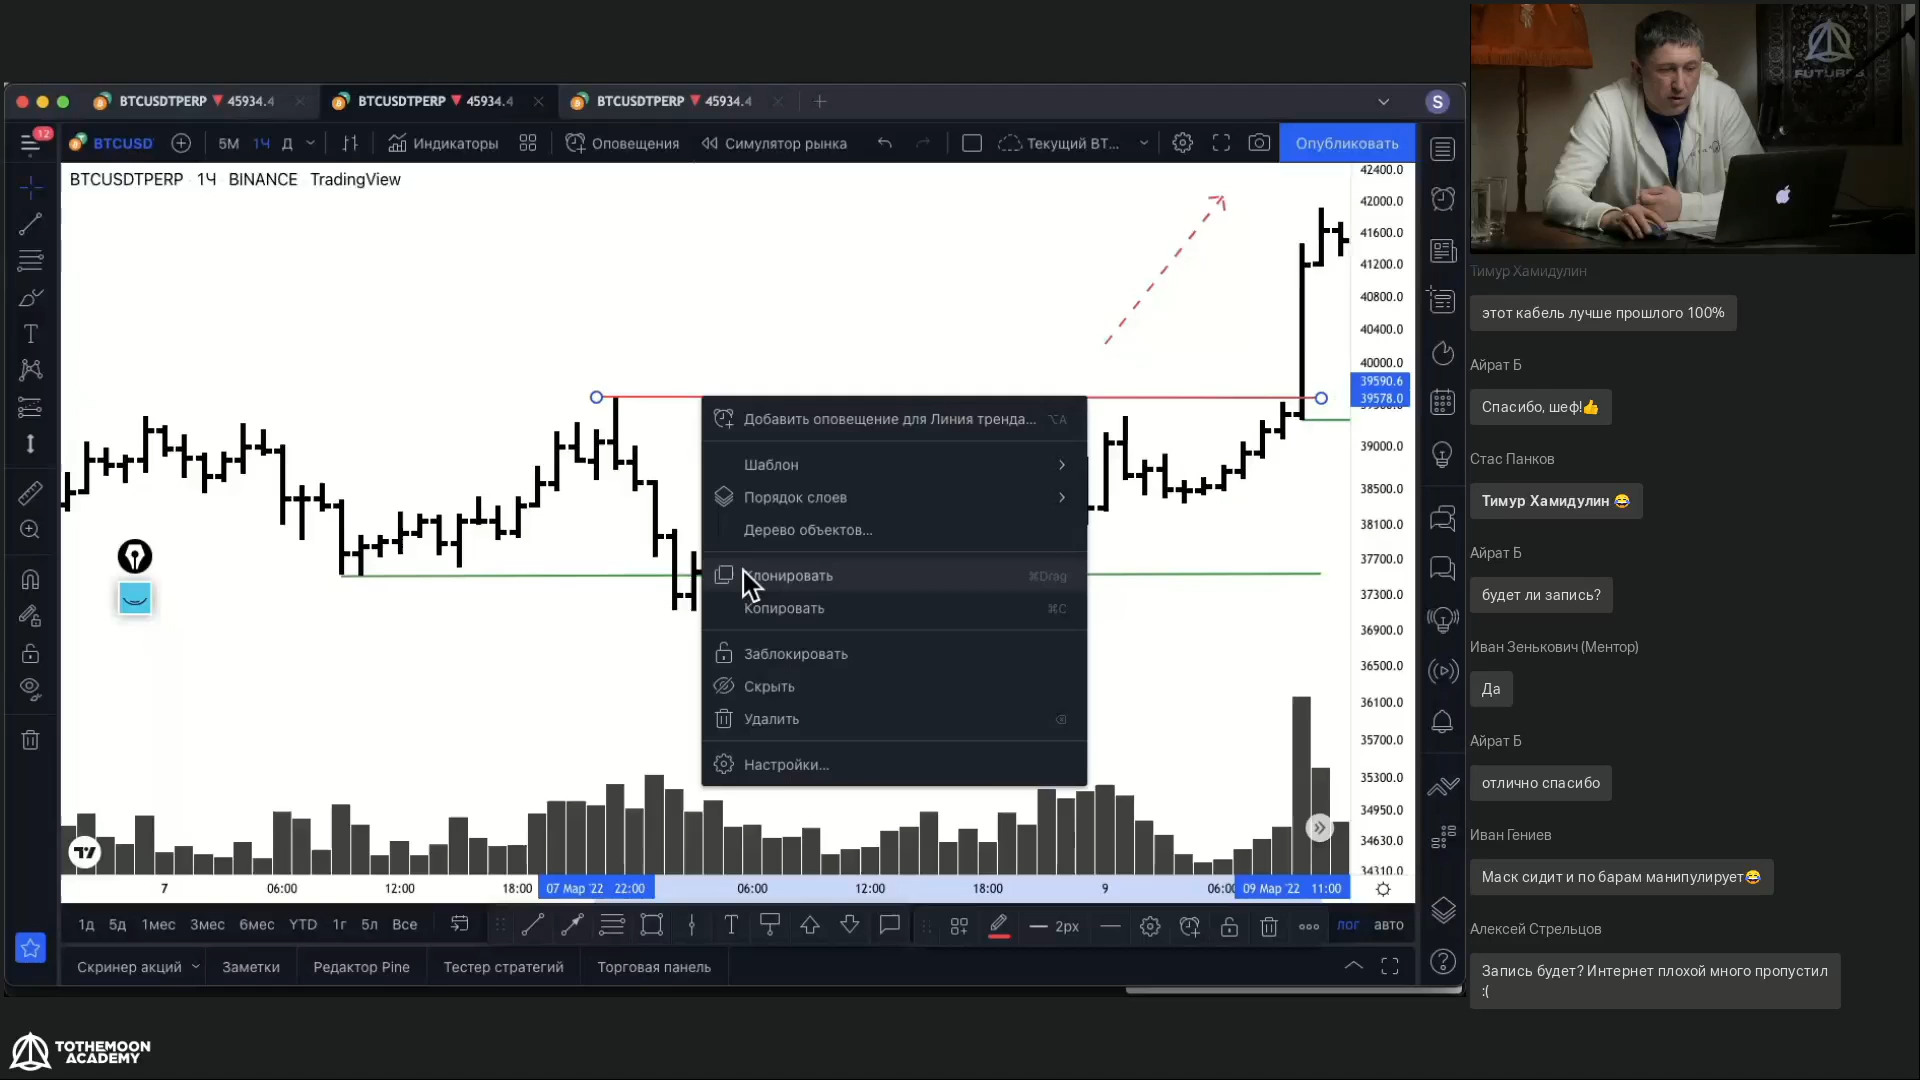 BTCUSDTPERP ▼ 45934.4
BTCUSDTPERP ▼ 45934.4
BTCUSDTPERP ▼ 45934.4
S
12
BTCUSD
5М
1Ч
Д
Индикаторы
Оповещения
Симулятор рынка
Текущий BT...
Опубликовать
BTCUSDTPERP 1Ч BINANCE TradingView
42400.0
42000.0
41600.0
41200.0
40800.0
40400.0
40000.0
39590.6
39578.0
39000.0
38500.0
38100.0
37700.0
37300.0
36900.0
36500.0
36100.0
35700.0
35300.0
34950.0
34630.0
34310.0
Добавить оповещение для Линия тренда... ⌥A
Шаблон
Порядок слоев
Дерево объектов...
Клонировать ⌘Drag
Копировать ⌘C
Заблокировать
Скрыть
Удалить
Настройки...
7
06:00
12:00
18:00
07 Мар '22 22:00
06:00
12:00
18:00
9
06:00
09 Мар '22 11:00
1д
5д
1мес
3мес
6мес
YTD
1г
5л
Все
2px
лог
авто
Скринер акций
Заметки
Редактор Pine
Тестер стратегий
Торговая панель
TOTHEMOON
ACADEMY
FUTURES
Тимур Хамидулин
этот кабель лучше прошлого 100%
Айрат Б
Спасибо, шеф!👍
Стас Панков
Тимур Хамидулин 😂
Айрат Б
будет ли запись?
Иван Зенькович (Ментор)
Да
Айрат Б
отлично спасибо
Иван Гениев
Маск сидит и по барам манипулирует😂
Алексей Стрельцов
Запись будет? Интернет плохой много пропустил
:(